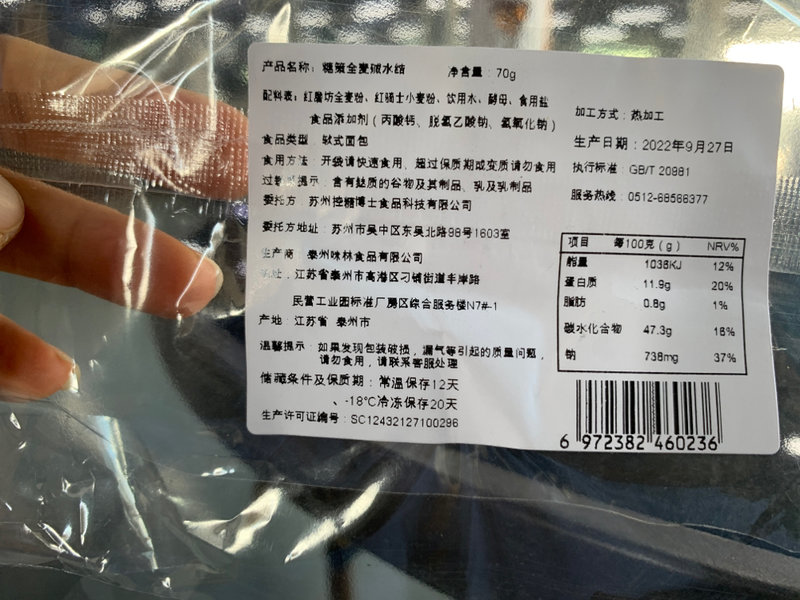 产品名称：糖策全麦碱水结 净含量：70g
配料表：红磨坊全麦粉、红骑士小麦粉、饮用水、酵母、食用盐
食品添加剂（丙酸钙、脱氢乙酸钠、氢氧化钠）
食品类型：软式面包
食用方法：开袋请快速食用，超过保质期或变质请勿食用
提示：含有麸质的谷物及其制品、乳及乳制品
委托方：苏州控糖博士食品科技有限公司
委托方地址：苏州市吴中区东吴北路98号1603室
生产商：泰州味林食品有限公司
地址：江苏省泰州市高港区刁铺街道丰岸路
民营工业园标准厂房区综合服务楼N7#-1
产地：江苏省 泰州市
温馨提示：如果发现包装破损，漏气等引起的质量问题，
请勿食用，请联系客服处理
储藏条件及保质期：常温保存12天
、-18℃冷冻保存20天
生产许可证编号：SC12432127100296
加工方式：热加工
生产日期：2022年9月27日
执行标准：GB/T 20981
服务热线：0512-68566377
项目 每100克（g） NRV%
能量 1036KJ 12%
蛋白质 11.9g 20%
脂肪 0.8g 1%
碳水化合物 47.3g 16%
钠 738mg 37%
6 972382 460236